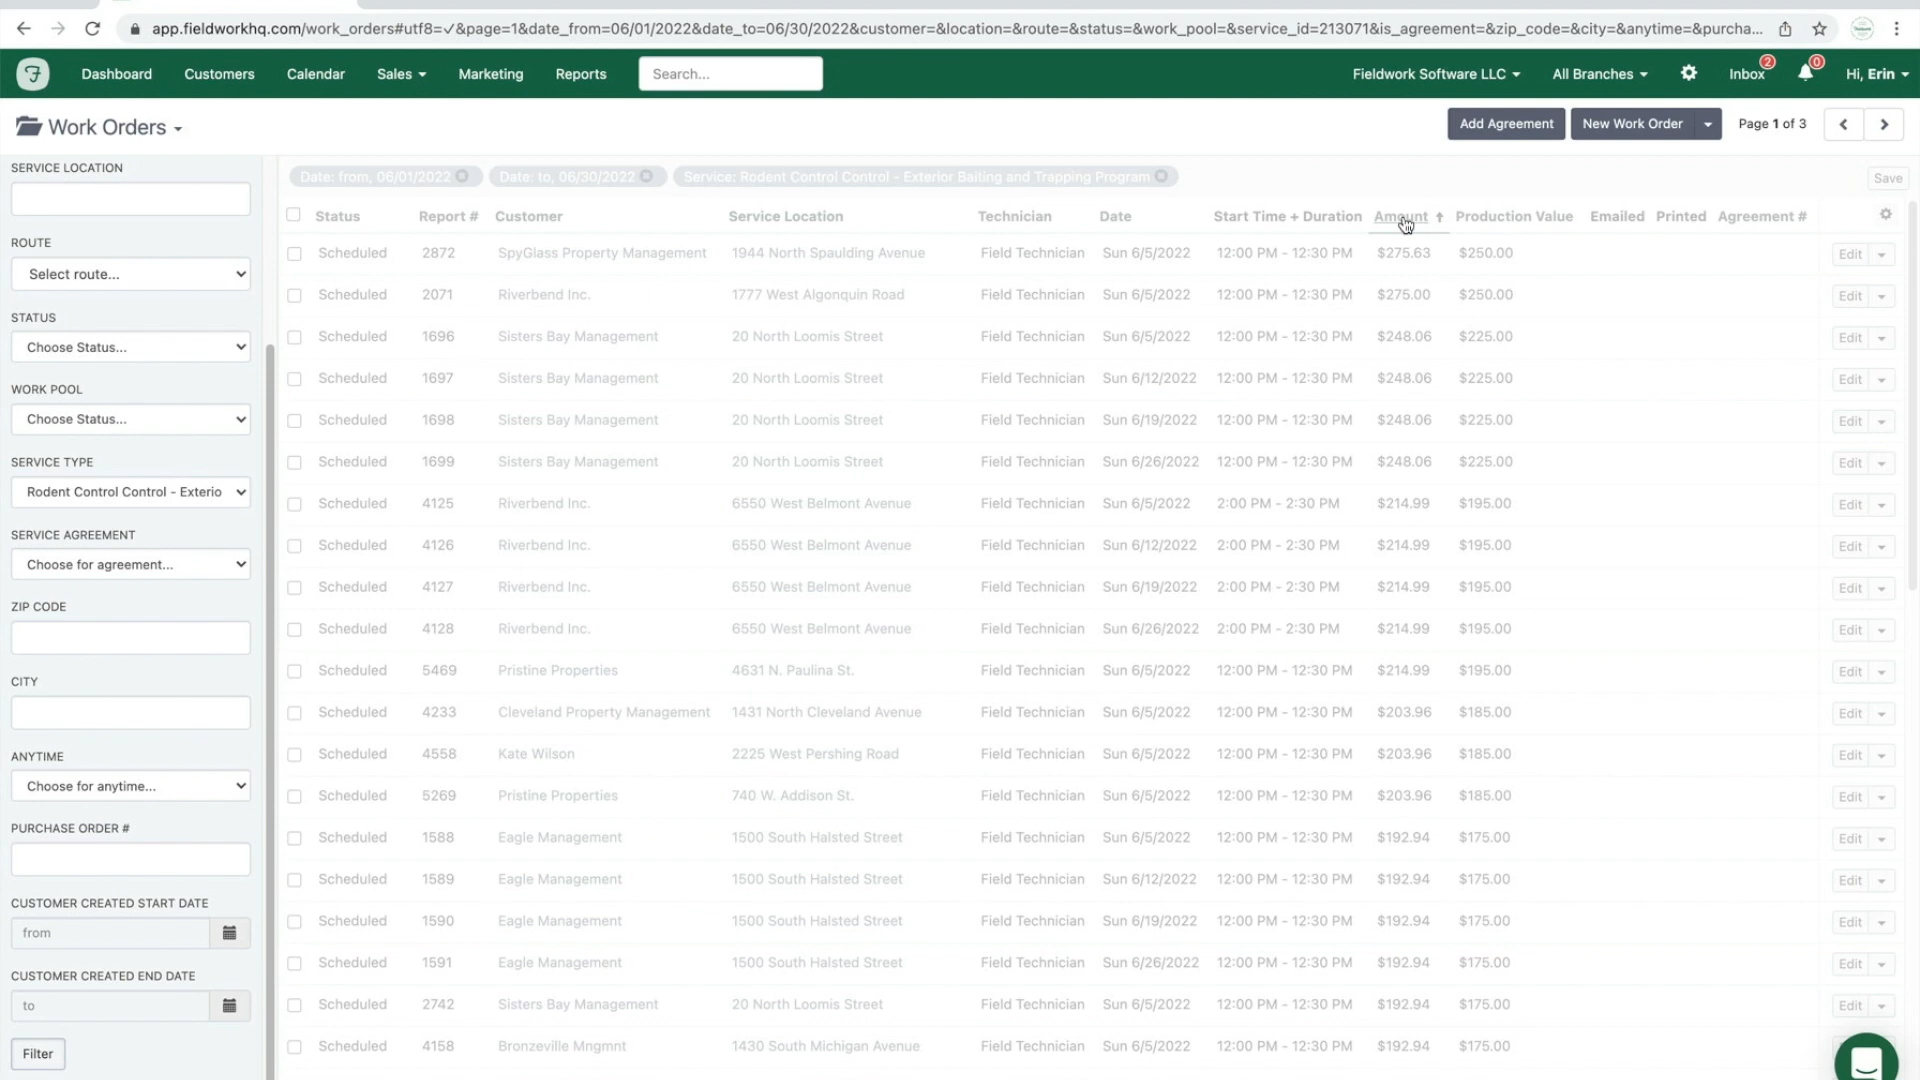 app.fieldworkhq.com/work_orders#utf8=✓&page=1&date_from=06/01/2022&date_to=06/30/2022&customer=&location=&route=&status=&work_pool=&service_id=213071&is_agreement=&zip_code=&city=&anytime=&purcha...
Dashboard Customers Calendar Sales Marketing Reports Search... Fieldwork Software LLC All Branches Inbox 2 0 Hi, Erin
Work Orders Add Agreement New Work Order Page 1 of 3
SERVICE LOCATION
ROUTE
Select route...
STATUS
Choose Status...
WORK POOL
Choose Status...
SERVICE TYPE
Rodent Control Control - Exterio
SERVICE AGREEMENT
Choose for agreement...
ZIP CODE
CITY
ANYTIME
Choose for anytime...
PURCHASE ORDER #
CUSTOMER CREATED START DATE
from
CUSTOMER CREATED END DATE
to
Filter
Date: from, 06/01/2022 Date: to, 06/30/2022 Service: Rodent Control Control - Exterior Baiting and Trapping Program Save
Status Report # Customer Service Location Technician Date Start Time + Duration Amount Production Value Emailed Printed Agreement #
Scheduled 2872 SpyGlass Property Management 1944 North Spaulding Avenue Field Technician Sun 6/5/2022 12:00 PM - 12:30 PM $275.63 $250.00 Edit
Scheduled 2071 Riverbend Inc. 1777 West Algonquin Road Field Technician Sun 6/5/2022 12:00 PM - 12:30 PM $275.00 $250.00 Edit
Scheduled 1696 Sisters Bay Management 20 North Loomis Street Field Technician Sun 6/5/2022 12:00 PM - 12:30 PM $248.06 $225.00 Edit
Scheduled 1697 Sisters Bay Management 20 North Loomis Street Field Technician Sun 6/12/2022 12:00 PM - 12:30 PM $248.06 $225.00 Edit
Scheduled 1698 Sisters Bay Management 20 North Loomis Street Field Technician Sun 6/19/2022 12:00 PM - 12:30 PM $248.06 $225.00 Edit
Scheduled 1699 Sisters Bay Management 20 North Loomis Street Field Technician Sun 6/26/2022 12:00 PM - 12:30 PM $248.06 $225.00 Edit
Scheduled 4125 Riverbend Inc. 6550 West Belmont Avenue Field Technician Sun 6/5/2022 2:00 PM - 2:30 PM $214.99 $195.00 Edit
Scheduled 4126 Riverbend Inc. 6550 West Belmont Avenue Field Technician Sun 6/12/2022 2:00 PM - 2:30 PM $214.99 $195.00 Edit
Scheduled 4127 Riverbend Inc. 6550 West Belmont Avenue Field Technician Sun 6/19/2022 2:00 PM - 2:30 PM $214.99 $195.00 Edit
Scheduled 4128 Riverbend Inc. 6550 West Belmont Avenue Field Technician Sun 6/26/2022 2:00 PM - 2:30 PM $214.99 $195.00 Edit
Scheduled 5469 Pristine Properties 4631 N. Paulina St. Field Technician Sun 6/5/2022 12:00 PM - 12:30 PM $214.99 $195.00 Edit
Scheduled 4233 Cleveland Property Management 1431 North Cleveland Avenue Field Technician Sun 6/5/2022 12:00 PM - 12:30 PM $203.96 $185.00 Edit
Scheduled 4558 Kate Wilson 2225 West Pershing Road Field Technician Sun 6/5/2022 12:00 PM - 12:30 PM $203.96 $185.00 Edit
Scheduled 5269 Pristine Properties 740 W. Addison St. Field Technician Sun 6/5/2022 12:00 PM - 12:30 PM $203.96 $185.00 Edit
Scheduled 1588 Eagle Management 1500 South Halsted Street Field Technician Sun 6/5/2022 12:00 PM - 12:30 PM $192.94 $175.00 Edit
Scheduled 1589 Eagle Management 1500 South Halsted Street Field Technician Sun 6/12/2022 12:00 PM - 12:30 PM $192.94 $175.00 Edit
Scheduled 1590 Eagle Management 1500 South Halsted Street Field Technician Sun 6/19/2022 12:00 PM - 12:30 PM $192.94 $175.00 Edit
Scheduled 1591 Eagle Management 1500 South Halsted Street Field Technician Sun 6/26/2022 12:00 PM - 12:30 PM $192.94 $175.00 Edit
Scheduled 2742 Sisters Bay Management 20 North Loomis Street Field Technician Sun 6/5/2022 12:00 PM - 12:30 PM $192.94 $175.00 Edit
Scheduled 4158 Bronzeville Mngmnt 1430 South Michigan Avenue Field Technician Sun 6/5/2022 12:00 PM - 12:30 PM $192.94 $175.00